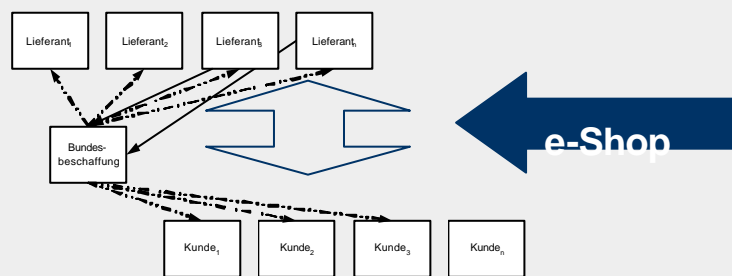 Lieferant1
Lieferant2
Lieferant3
Lieferantn
Bundes-
beschaffung
e-Shop
Kunde1
Kunde2
Kunde3
Kunden